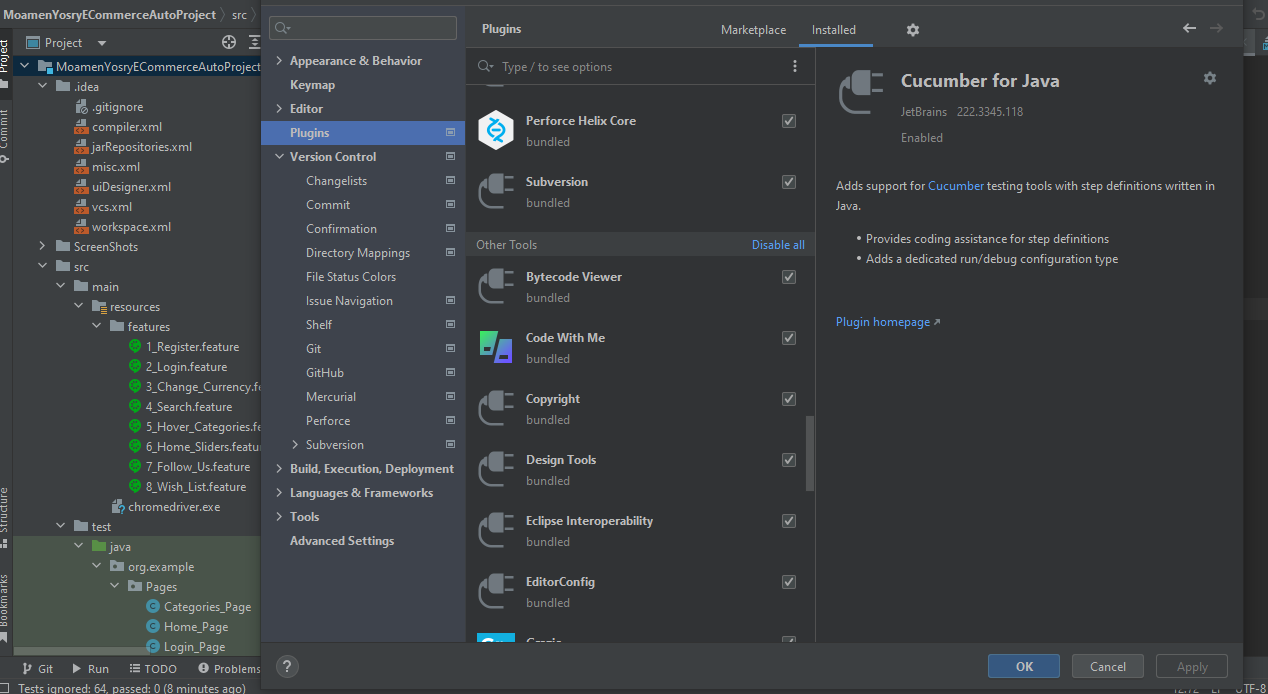 MoamenYosryECommerceAutoProject
src
Project
Project
Commit
Structure
Bookmarks
MoamenYosryECommerceAutoProject
.idea
.gitignore
compiler.xml
jarRepositories.xml
misc.xml
uiDesigner.xml
vcs.xml
workspace.xml
ScreenShots
src
main
resources
features
1_Register.feature
2_Login.feature
3_Change_Currency.fe
4_Search.feature
5_Hover_Categories.fe
6_Home_Sliders.featu
7_Follow_Us.feature
8_Wish_List.feature
chromedriver.exe
test
java
org.example
Pages
Categories_Page
Home_Page
Login_Page
Git
Run
TODO
Problems
Tests ignored: 64, passed: 0 (8 minutes ago)
Appearance & Behavior
Keymap
Editor
Plugins
Version Control
Changelists
Commit
Confirmation
Directory Mappings
File Status Colors
Issue Navigation
Shelf
Git
GitHub
Mercurial
Perforce
Subversion
Build, Execution, Deployment
Languages & Frameworks
Tools
Advanced Settings
?
Plugins
Marketplace
Installed
Type / to see options
Perforce Helix Core
bundled
Subversion
bundled
Other Tools
Disable all
Bytecode Viewer
bundled
Code With Me
bundled
Copyright
bundled
Design Tools
bundled
Eclipse Interoperability
bundled
EditorConfig
bundled
Cucumber for Java
JetBrains 222.3345.118
Enabled
Adds support for Cucumber testing tools with step definitions written in
Java.
• Provides coding assistance for step definitions
• Adds a dedicated run/debug configuration type
Plugin homepage ↗
OK
Cancel
Apply
UTF-8